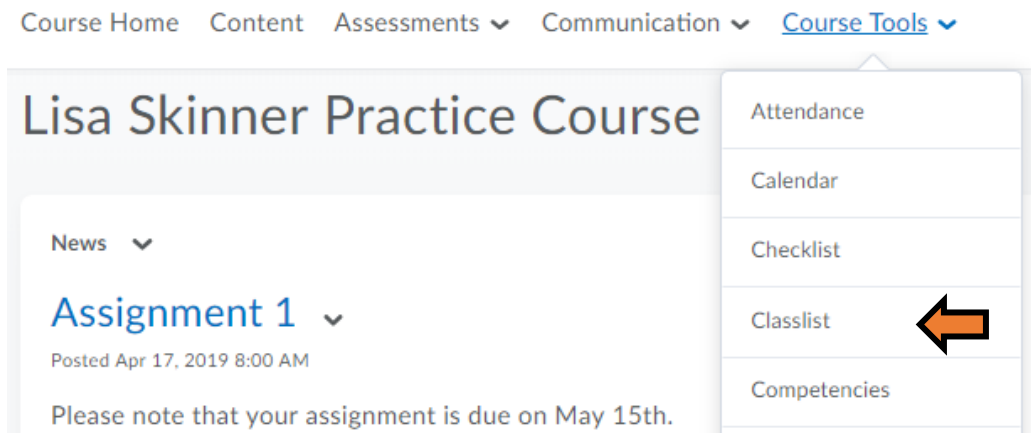 Course Home Content Assessments Communication Course Tools
Lisa Skinner Practice Course
News
Assignment 1
Posted Apr 17, 2019 8:00 AM
Please note that your assignment is due on May 15th.
Attendance
Calendar
Checklist
Classlist
Competencies